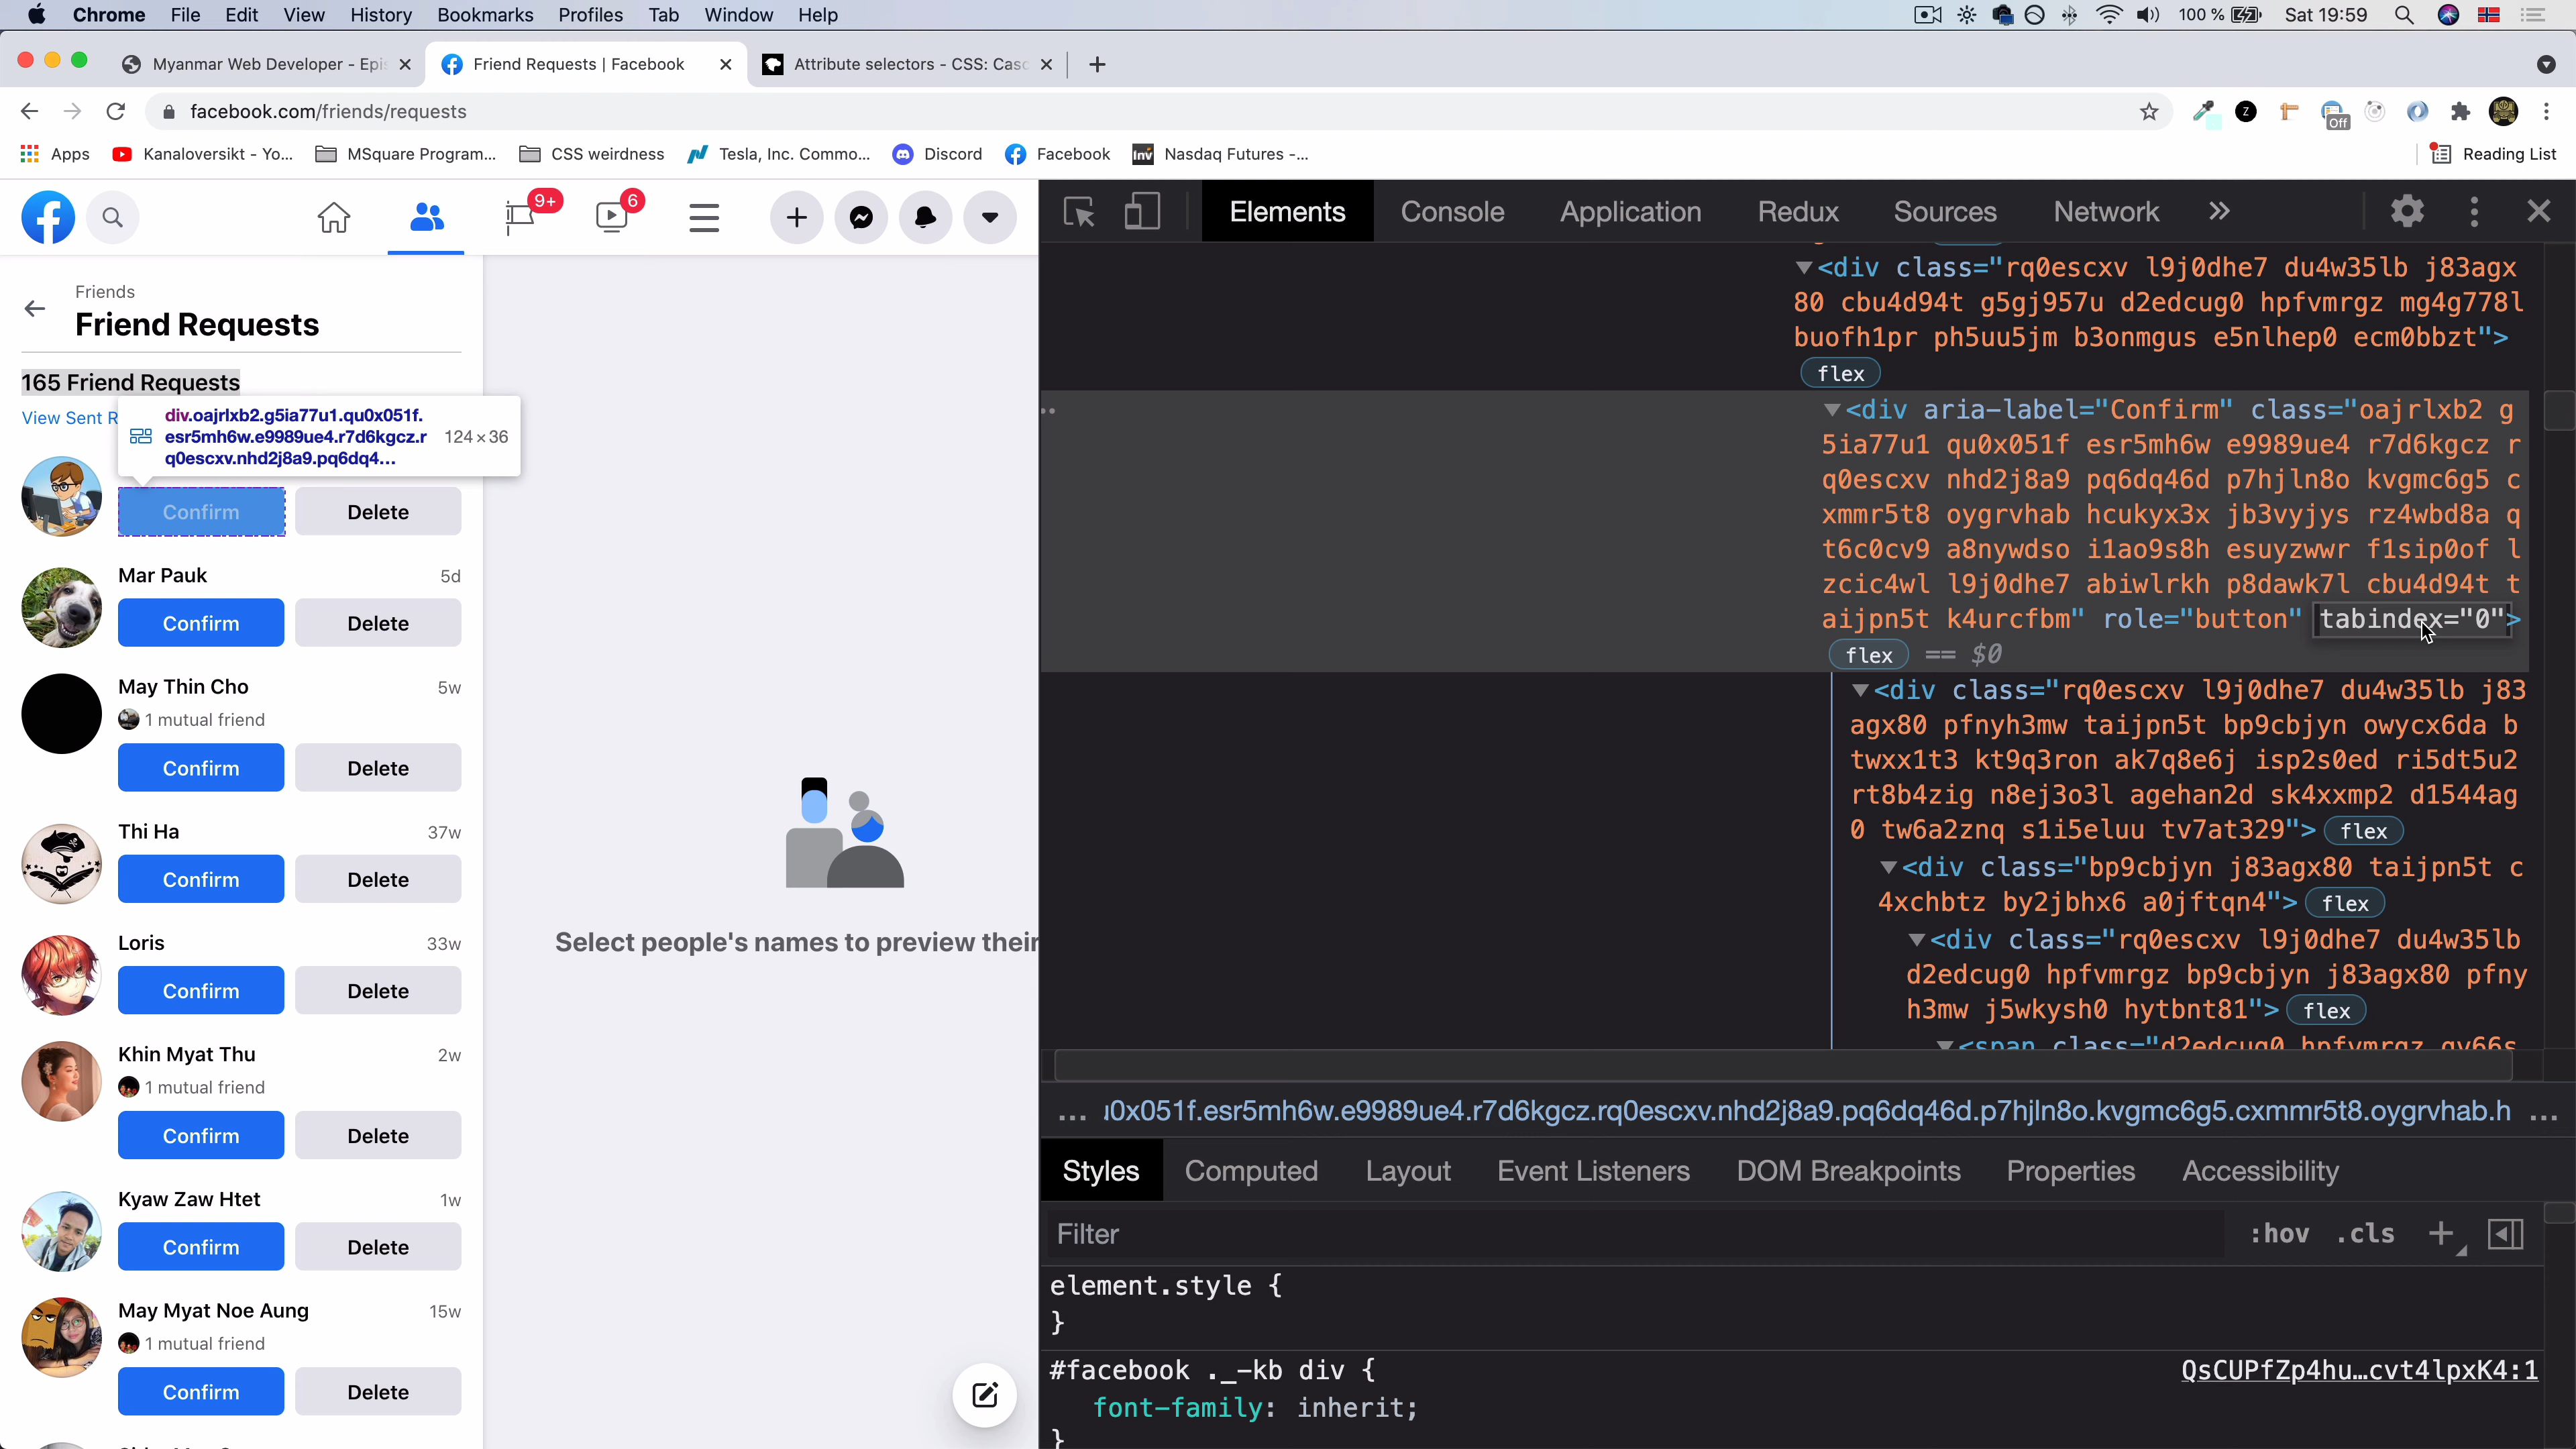 Chrome File Edit View History Bookmarks Profiles Tab Window Help 100 % Sat 19:59
Myanmar Web Developer - Epis
Friend Requests | Facebook
Attribute selectors - CSS: Casc
facebook.com/friends/requests
Z
Off
Apps Kanaloversikt - Yo... MSquare Program... CSS weirdness Tesla, Inc. Commo... Discord Facebook Inv Nasdaq Futures -... Reading List
9+
6
Friends
Friend Requests
165 Friend Requests
View Sent R
div.oajrlxb2.g5ia77u1.qu0x051f.
esr5mh6w.e9989ue4.r7d6kgcz.r
q0escxv.nhd2j8a9.pq6dq4...
124 × 36
Confirm Delete
Mar Pauk 5d
Confirm Delete
May Thin Cho 5w
1 mutual friend
Confirm Delete
Thi Ha 37w
Confirm Delete
Loris 33w
Confirm Delete
Khin Myat Thu 2w
1 mutual friend
Confirm Delete
Kyaw Zaw Htet 1w
Confirm Delete
May Myat Noe Aung 15w
1 mutual friend
Confirm Delete
Select people's names to preview their
Elements Console Application Redux Sources Network
<div class="rq0escxv l9j0dhe7 du4w35lb j83agx
80 cbu4d94t g5gj957u d2edcug0 hpfvmrgz mg4g778l
buofh1pr ph5uu5jm b3onmgus e5nlhep0 ecm0bbzt">
flex
<div aria-label="Confirm" class="oajrlxb2 g
5ia77u1 qu0x051f esr5mh6w e9989ue4 r7d6kgcz r
q0escxv nhd2j8a9 pq6dq46d p7hjln8o kvgmc6g5 c
xmmr5t8 oygrvhab hcukyx3x jb3vyjys rz4wbd8a q
t6c0cv9 a8nywdso i1ao9s8h esuyzwwr f1sip0of l
zcic4wl l9j0dhe7 abiwlrkh p8dawk7l cbu4d94t t
aijpn5t k4urcfbm" role="button" tabindex="0">
flex == $0
<div class="rq0escxv l9j0dhe7 du4w35lb j83
agx80 pfnyh3mw taijpn5t bp9cbjyn owycx6da b
twxx1t3 kt9q3ron ak7q8e6j isp2s0ed ri5dt5u2
rt8b4zig n8ej3o3l agehan2d sk4xxmp2 d1544ag
0 tw6a2znq s1i5eluu tv7at329"> flex
<div class="bp9cbjyn j83agx80 taijpn5t c
4xchbtz by2jbhx6 a0jftqn4"> flex
<div class="rq0escxv l9j0dhe7 du4w35lb
d2edcug0 hpfvmrgz bp9cbjyn j83agx80 pfny
h3mw j5wkysh0 hytbnt81"> flex
<span class="d2edcug0 hpfvmrgz qv66s
... u0x051f.esr5mh6w.e9989ue4.r7d6kgcz.rq0escxv.nhd2j8a9.pq6dq46d.p7hjln8o.kvgmc6g5.cxmmr5t8.oygrvhab.h ...
Styles Computed Layout Event Listeners DOM Breakpoints Properties Accessibility
Filter :hov .cls
element.style {
}
#facebook ._-kb div { QsCUPfZp4hu…cvt4lpxK4:1
font-family: inherit;
}